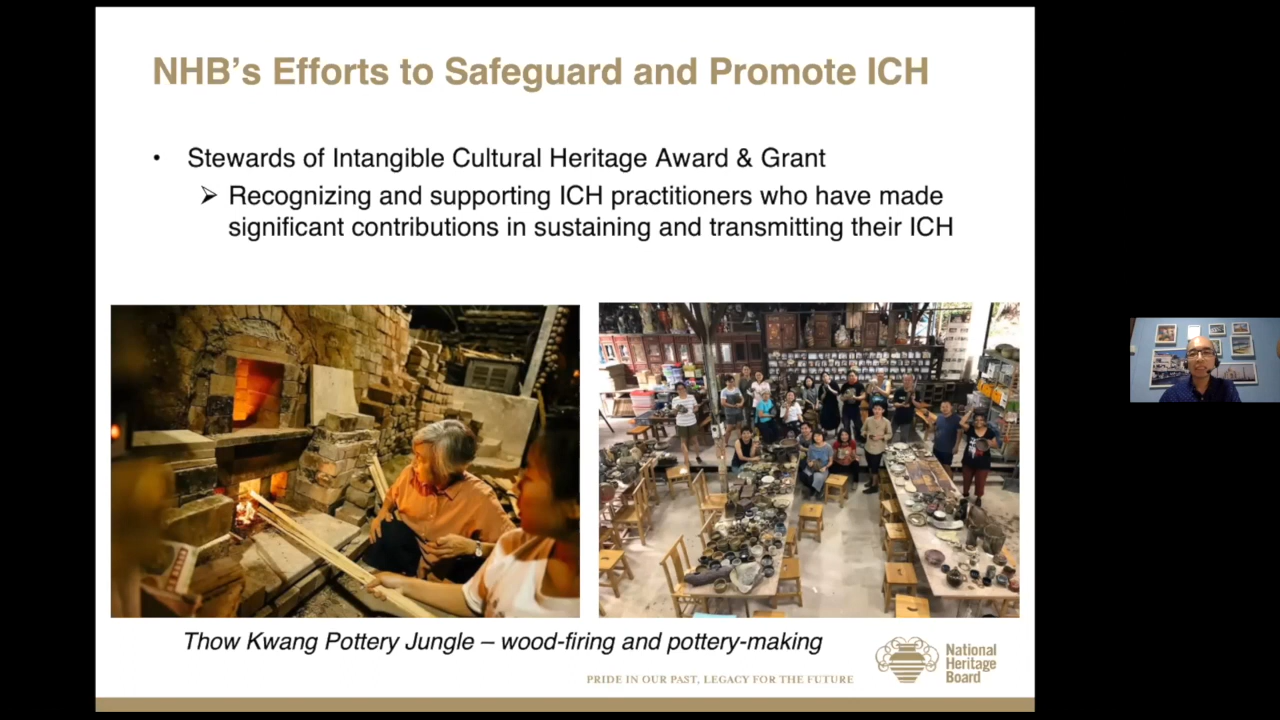 NHB’s Efforts to Safeguard and Promote ICH
• Stewards of Intangible Cultural Heritage Award & Grant
➢ Recognizing and supporting ICH practitioners who have made
significant contributions in sustaining and transmitting their ICH
Thow Kwang Pottery Jungle – wood-firing and pottery-making
PRIDE IN OUR PAST, LEGACY FOR THE FUTURE
National
Heritage
Board